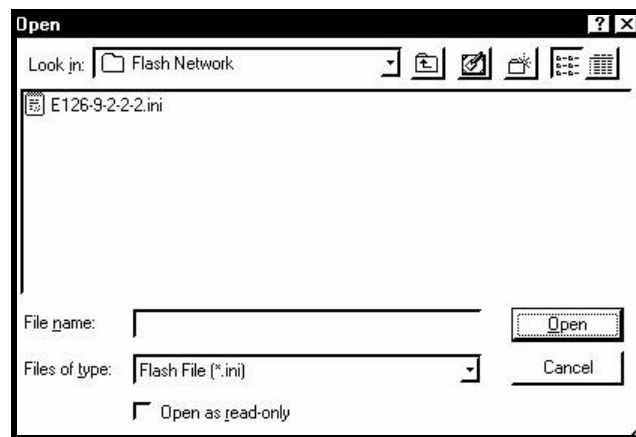 Open
Look in: Flash Network
E126-9-2-2-2.ini
File name:
Open
Files of type: Flash File (*.ini)
Cancel
Open as read-only